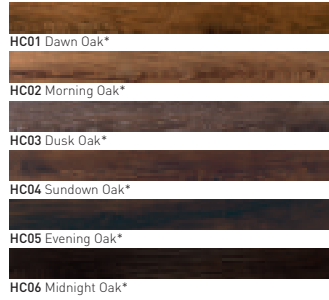 HC01 Dawn Oak*
HC02 Morning Oak*
HC03 Dusk Oak*
HC04 Sundown Oak*
HC05 Evening Oak*
HC06 Midnight Oak*